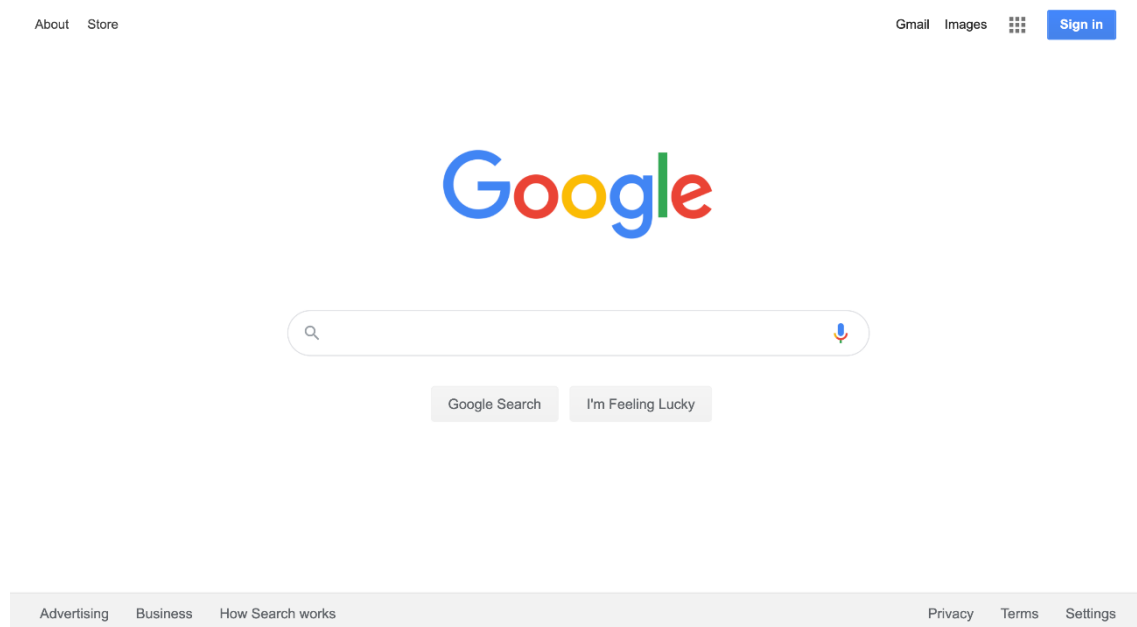 About Store Gmail Images Sign in
Google
Google Search I'm Feeling Lucky
Advertising Business How Search works Privacy Terms Settings